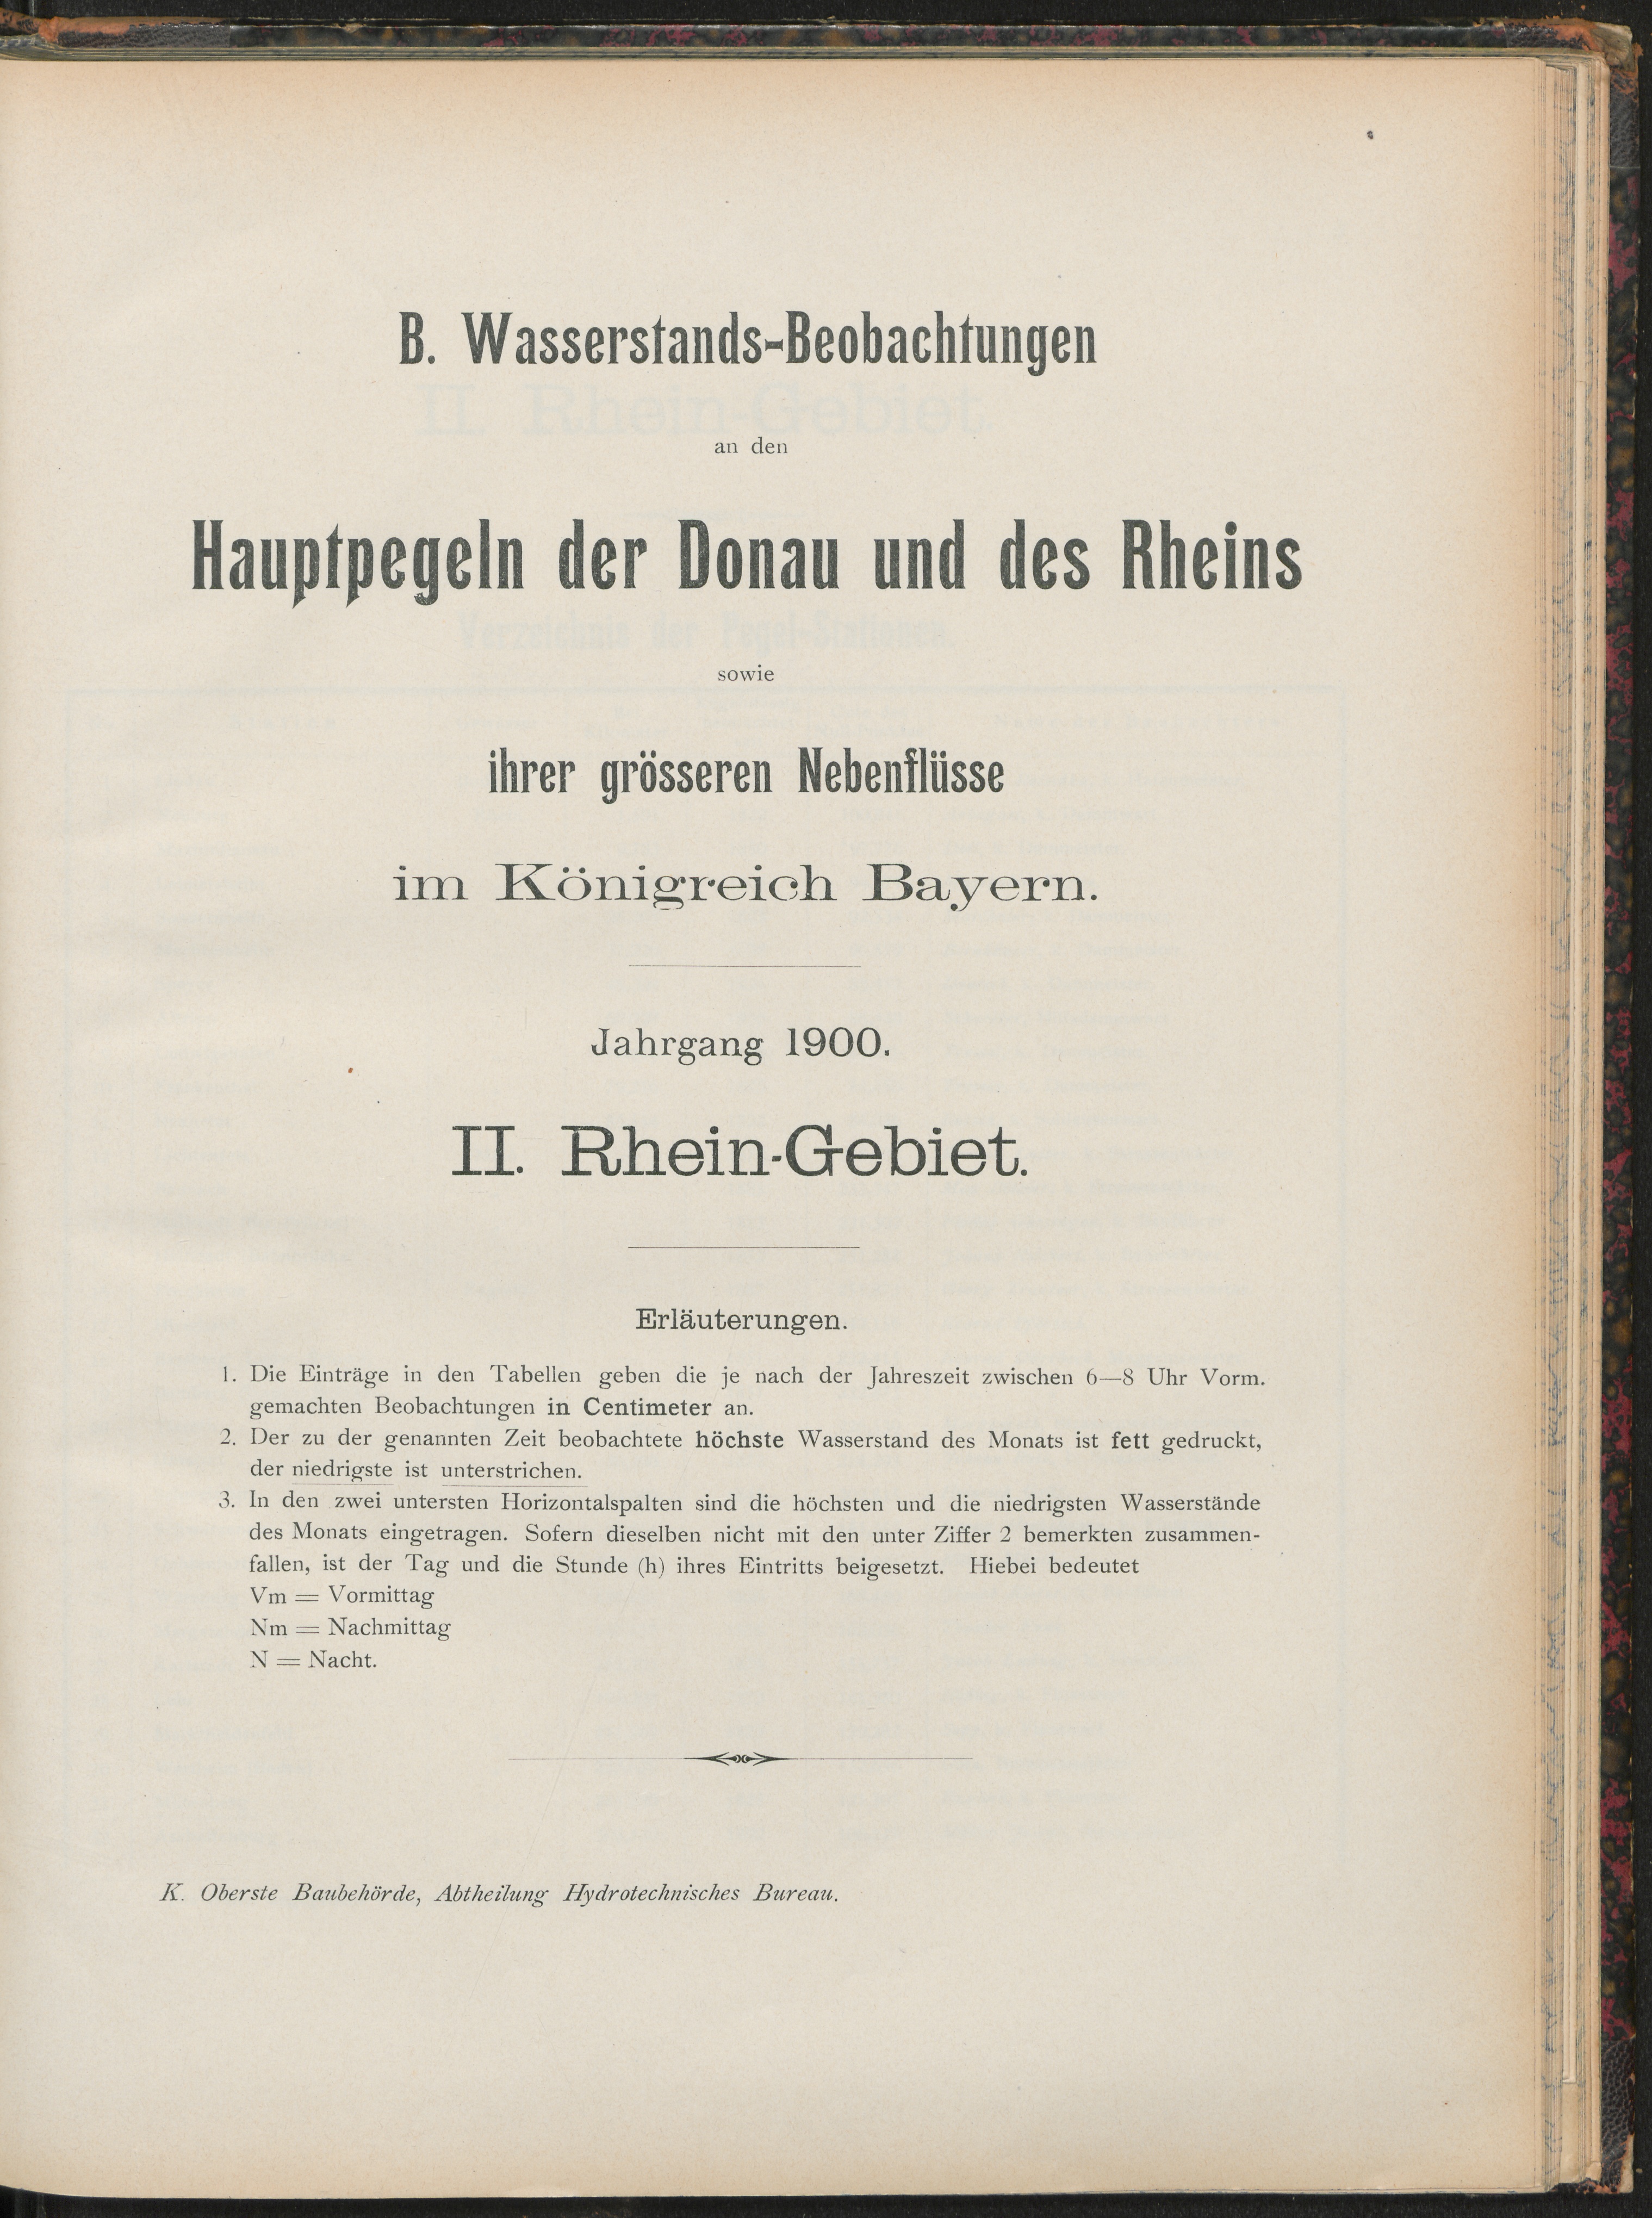 B. Wasserstands-Beobachtungen
an den
Hauptpegeln der Donau und des Rheins
sowie
ihrer grösseren Nebenflüsse
im Königreich Bayern.
Jahrgang 1900.
II. Rhein-Gebiet.
Erläuterungen.
1. Die Einträge in den Tabellen geben die je nach der Jahreszeit zwischen 6—8 Uhr Vorm.
gemachten Beobachtungen in Centimeter an.
2. Der zu der genannten Zeit beobachtete höchste Wasserstand des Monats ist fett gedruckt,
der niedrigste ist unterstrichen.
3. In den zwei untersten Horizontalspalten sind die höchsten und die niedrigsten Wasserstände
des Monats eingetragen. Sofern dieselben nicht mit den unter Ziffer 2 bemerkten zusammen-
fallen, ist der Tag und die Stunde (h) ihres Eintritts beigesetzt. Hiebei bedeutet
Vm = Vormittag
Nm = Nachmittag
N = Nacht.
K. Oberste Baubehörde, Abtheilung Hydrotechnisches Bureau.